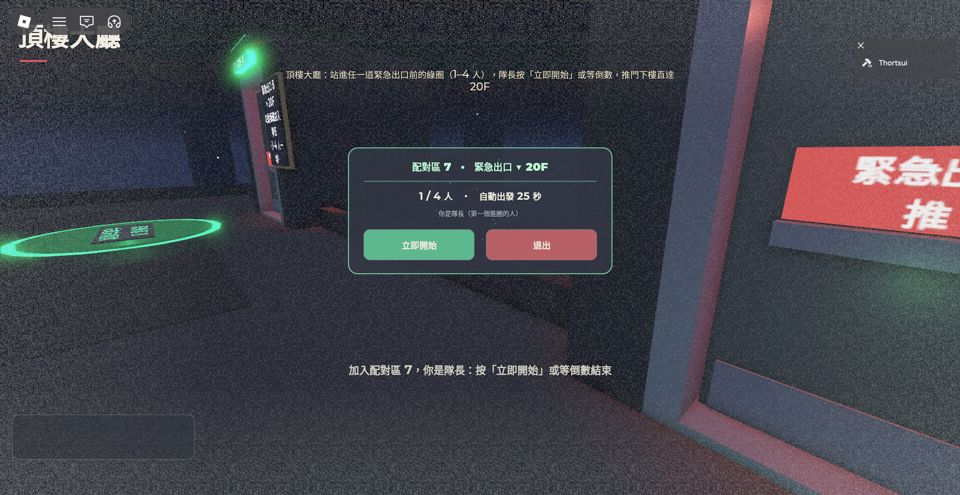 頂樓大廳
頂樓大廳：站進任一道緊急出口前的綠圈（1–4 人），隊長按「立即開始」或等倒數，推門下樓直達
20F
Thortsui
配對區 7 • 緊急出口 ▼ 20F
1 / 4 人 • 自動出發 25 秒
你是隊長（第一個進圈的人）
立即開始
退出
緊急出
推
加入配對區 7，你是隊長：按「立即開始」或等倒數結束